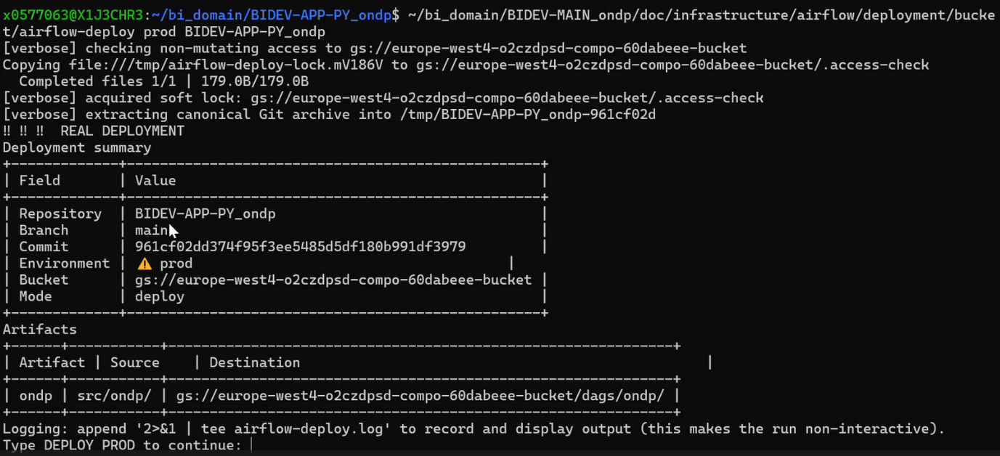 x0577063@X1J3CHR3:~/bi_domain/BIDEV-APP-PY_ondp$ ~/bi_domain/BIDEV-MAIN_ondp/doc/infrastructure/airflow/deployment/bucke
t/airflow-deploy prod BIDEV-APP-PY_ondp
[verbose] checking non-mutating access to gs://europe-west4-o2czdpsd-compo-60dabeee-bucket
Copying file:///tmp/airflow-deploy-lock.mV186V to gs://europe-west4-o2czdpsd-compo-60dabeee-bucket/.access-check
  Completed files 1/1 | 179.0B/179.0B
[verbose] acquired soft lock: gs://europe-west4-o2czdpsd-compo-60dabeee-bucket/.access-check
[verbose] extracting canonical Git archive into /tmp/BIDEV-APP-PY_ondp-961cf02d
‼ ‼ ‼  REAL DEPLOYMENT
Deployment summary
+-------------+---------------------------------------------------+
| Field       | Value                                             |
+-------------+---------------------------------------------------+
| Repository  | BIDEV-APP-PY_ondp                                 |
| Branch      | main                                              |
| Commit      | 961cf02dd374f95f3ee5485d5df180b991df3979          |
| Environment | ⚠️ prod                                       |
| Bucket      | gs://europe-west4-o2czdpsd-compo-60dabeee-bucket |
| Mode        | deploy                                            |
+-------------+---------------------------------------------------+
Artifacts
+------+-----------+-------------------------------------------------------------+
| Artifact | Source    | Destination                                                 |
+------+-----------+-------------------------------------------------------------+
| ondp | src/ondp/ | gs://europe-west4-o2czdpsd-compo-60dabeee-bucket/dags/ondp/ |
+------+-----------+-------------------------------------------------------------+
Logging: append '2>&1 | tee airflow-deploy.log' to record and display output (this makes the run non-interactive).
Type DEPLOY PROD to continue: